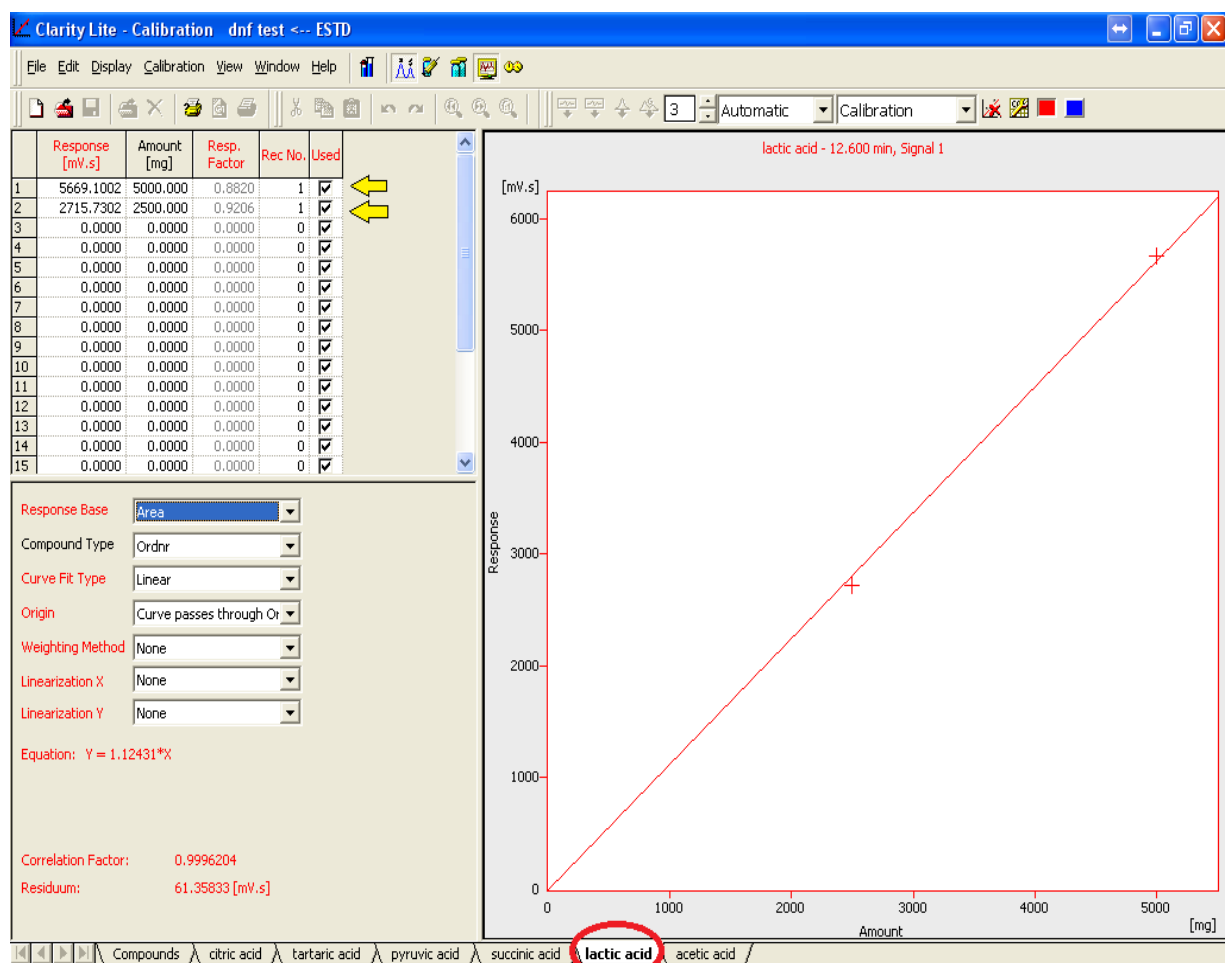 Clarity Lite - Calibration dnf test <-- ESTD
File Edit Display Calibration View Window Help
3 Automatic Calibration
Response [mV.s] Amount [mg] Resp. Factor Rec No. Used
1 5669.1002 5000.000 0.8820 1
2 2715.7302 2500.000 0.9206 1
3 0.0000 0.0000 0.0000 0
4 0.0000 0.0000 0.0000 0
5 0.0000 0.0000 0.0000 0
6 0.0000 0.0000 0.0000 0
7 0.0000 0.0000 0.0000 0
8 0.0000 0.0000 0.0000 0
9 0.0000 0.0000 0.0000 0
10 0.0000 0.0000 0.0000 0
11 0.0000 0.0000 0.0000 0
12 0.0000 0.0000 0.0000 0
13 0.0000 0.0000 0.0000 0
14 0.0000 0.0000 0.0000 0
15 0.0000 0.0000 0.0000 0
Response Base Area
Compound Type Ordnr
Curve Fit Type Linear
Origin Curve passes through Or
Weighting Method None
Linearization X None
Linearization Y None
Equation: Y = 1.12431*X
Correlation Factor: 0.9996204
Residuum: 61.35833 [mV.s]
lactic acid - 12.600 min, Signal 1
[mV.s]
6000
5000
4000
3000
2000
1000
0
Response
0 1000 2000 3000 4000 5000
Amount
[mg]
Compounds citric acid tartaric acid pyruvic acid succinic acid lactic acid acetic acid